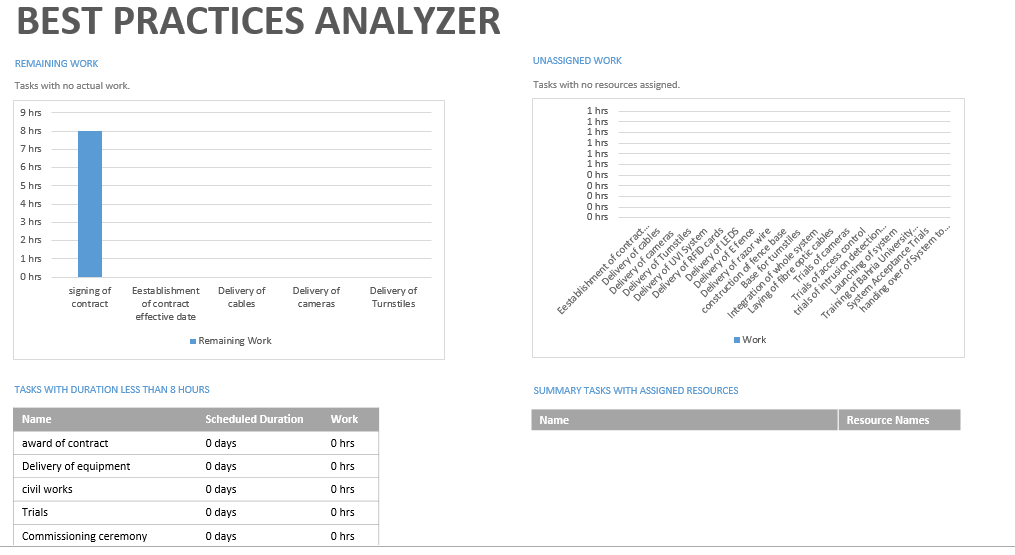 BEST PRACTICES ANALYZER
REMAINING WORK
Tasks with no actual work.
9 hrs
8 hrs
7 hrs
6 hrs
5 hrs
4 hrs
3 hrs
2 hrs
1 hrs
0 hrs
signing of
contract
Eestablishment
of contract
effective date
Delivery of
cables
Delivery of
cameras
Delivery of
Turnstiles
Remaining Work
UNASSIGNED WORK
Tasks with no resources assigned.
1 hrs
1 hrs
1 hrs
1 hrs
1 hrs
1 hrs
0 hrs
0 hrs
0 hrs
0 hrs
0 hrs
Eestablishment of contract...
Delivery of cables
Delivery of cameras
Delivery of Turnstiles
Delivery of UVI System
Delivery of RFID cards
Delivery of LEDS
Delivery of E fence
Delivery of razor wire
construction of fence base
Base for turnstiles
Integration of whole system
Laying of fibre optic cables
Trials of cameras
Trials of access control
trials of intrusion detection...
Launching of system
Training of Bahria University...
System Acceptance Trials
handing over of System to...
Work
TASKS WITH DURATION LESS THAN 8 HOURS
Name Scheduled Duration Work
award of contract 0 days 0 hrs
Delivery of equipment 0 days 0 hrs
civil works 0 days 0 hrs
Trials 0 days 0 hrs
Commissioning ceremony 0 days 0 hrs
SUMMARY TASKS WITH ASSIGNED RESOURCES
Name Resource Names